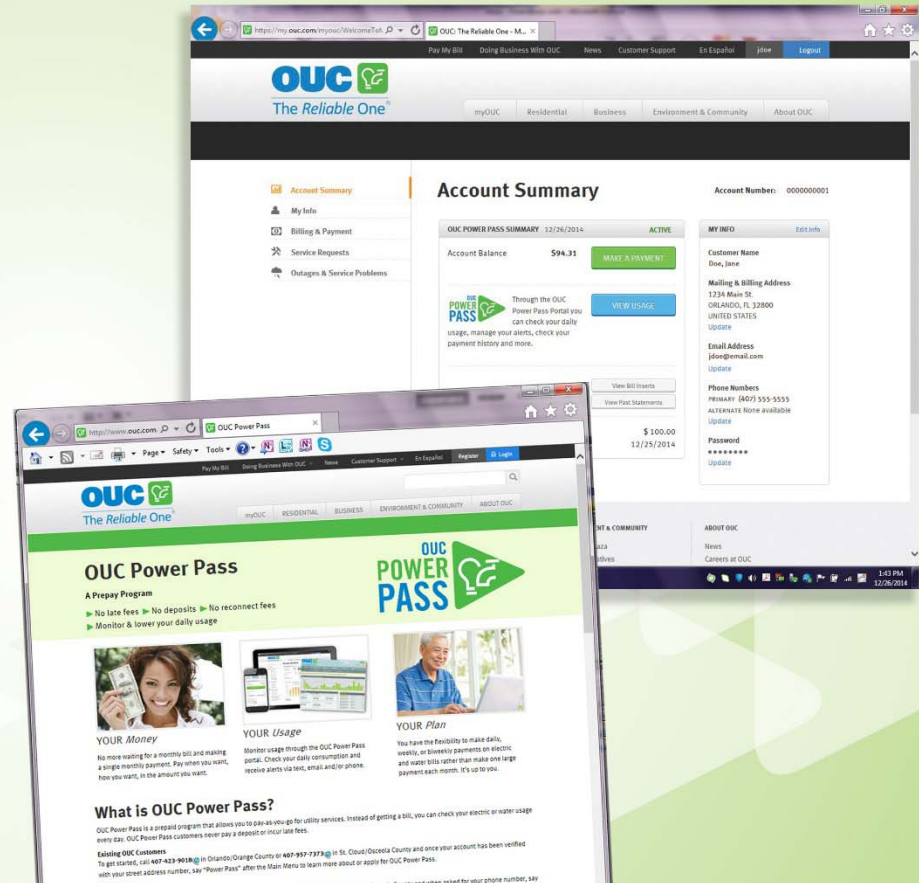 https://my.ouc.com/myouc/WelcomeToM.
OUC: The Reliable One - M...
Pay My Bill Doing Business With OUC News Customer Support En Español jdoe Logout
OUC
The Reliable One®
myOUC Residential Business Environment & Community About OUC
Account Summary
My Info
Billing & Payment
Service Requests
Outages & Service Problems
Account Summary
Account Number: 0000000001
OUC POWER PASS SUMMARY 12/26/2014 ACTIVE
Account Balance $94.31 MAKE A PAYMENT
OUC
POWER
PASS
Through the OUC
Power Pass Portal you
can check your daily
usage, manage your alerts, check your
payment history and more.
VIEW USAGE
View Bill Inserts
View Past Statements
$ 100.00
12/25/2014
MY INFO Edit Info
Customer Name
Doe, Jane
Mailing & Billing Address
1234 Main St.
ORLANDO, FL 32800
UNITED STATES
Update
Email Address
jdoe@email.com
Update
Phone Numbers
PRIMARY (407) 555-5555
ALTERNATE None available
Update
Password
Update
ENT & COMMUNITY
aza
atives
ABOUT OUC
News
Careers at OUC
1:43 PM
12/26/2014
http://www.ouc.com
OUC Power Pass
Page Safety Tools
Pay My Bill Doing Business With OUC News Customer Support En Español Register Login
OUC
The Reliable One®
myOUC RESIDENTIAL BUSINESS ENVIRONMENT & COMMUNITY ABOUT OUC
OUC Power Pass
A Prepay Program
No late fees No deposits No reconnect fees
Monitor & lower your daily usage
OUC
POWER
PASS
YOUR Money
No more waiting for a monthly bill and making
a single monthly payment. Pay when you want,
how you want, in the amount you want.
YOUR Usage
Monitor usage through the OUC Power Pass
portal. Check your daily consumption and
receive alerts via text, email and/or phone.
YOUR Plan
You have the flexibility to make daily,
weekly, or biweekly payments on electric
and water bills rather than make one large
payment each month. It's up to you.
What is OUC Power Pass?
OUC Power Pass is a prepaid program that allows you to pay-as-you-go for utility services. Instead of getting a bill, you can check your electric or water usage
every day. OUC Power Pass customers never pay a deposit or incur late fees.
Existing OUC Customers
To get started, call 407-423-9018 in Orlando/Orange County or 407-957-7373 in St. Cloud/Osceola County and once your account has been verified
with your street address number, say "Power Pass" after the Main Menu to learn more about or apply for OUC Power Pass.
and when asked for your phone number, say